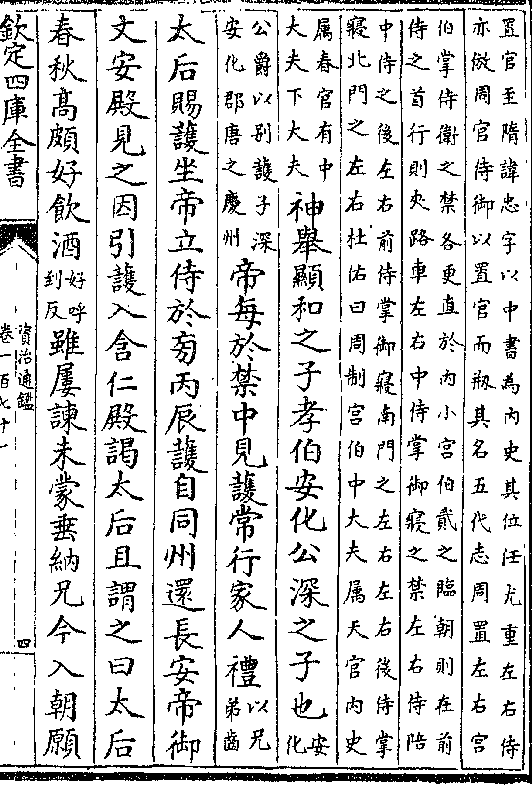 置官至隋諱忠字以中書為内史其位任尤重左右侍
亦倣周官侍御以置官而剏其名五代志周置左右宫
伯掌侍衛之禁各更直於内小宫伯貳之臨朝則在前
侍之首行則夾路車左右中侍掌御寝之禁左右侍陪
中侍之後左右前侍掌御寝南門之左右左右後侍掌
寢北門之左右杜佑曰周制宫伯中大夫属天官内史
属春官有中
大夫下大夫
神舉顯和之子孝伯安化公深之子也
安
化
公爵以别護子深
安化郡唐之慶州
帝每於禁中見護常行家人禮
以兄
弟齒
太后賜護坐帝立侍於旁丙辰護自同州還長安帝御
文安殿見之因引護入含仁殿謁太后且謂之曰太后
春秋髙頗好飲酒
好呼
到反
雖屢諫未蒙垂納兄今入朝願
欽定四庫全書
資治通鑑
卷一百七十一
四